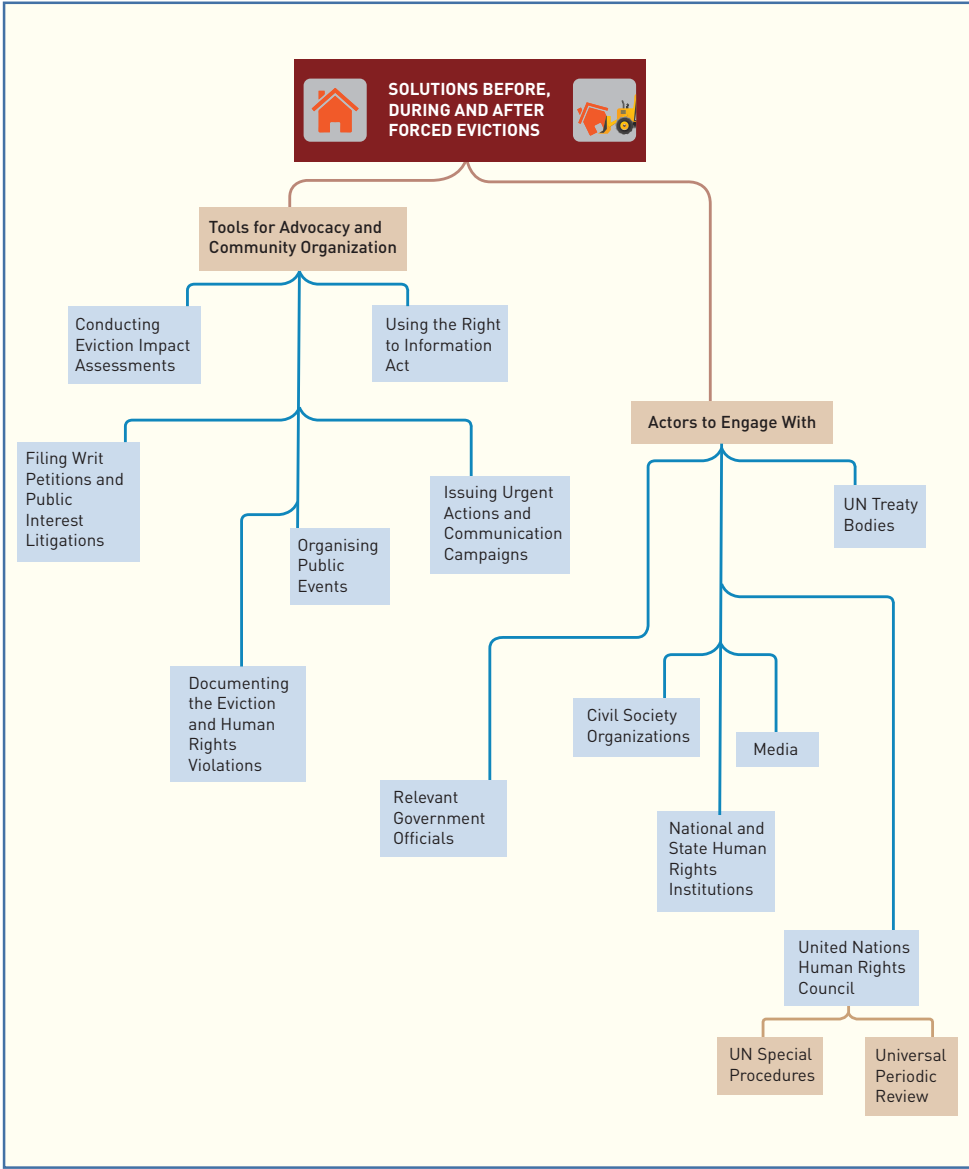 SOLUTIONS BEFORE,
DURING AND AFTER
FORCED EVICTIONS
Tools for Advocacy and
Community Organization
Conducting
Eviction Impact
Assessments
Using the Right
to Information
Act
Filing Writ
Petitions and
Public
Interest
Litigations
Issuing Urgent
Actions and
Communication
Campaigns
Organising
Public
Events
Documenting
the Eviction
and Human
Rights
Violations
Actors to Engage With
UN Treaty
Bodies
Civil Society
Organizations
Media
Relevant
Government
Officials
National and
State Human
Rights
Institutions
United Nations
Human Rights
Council
UN Special
Procedures
Universal
Periodic
Review